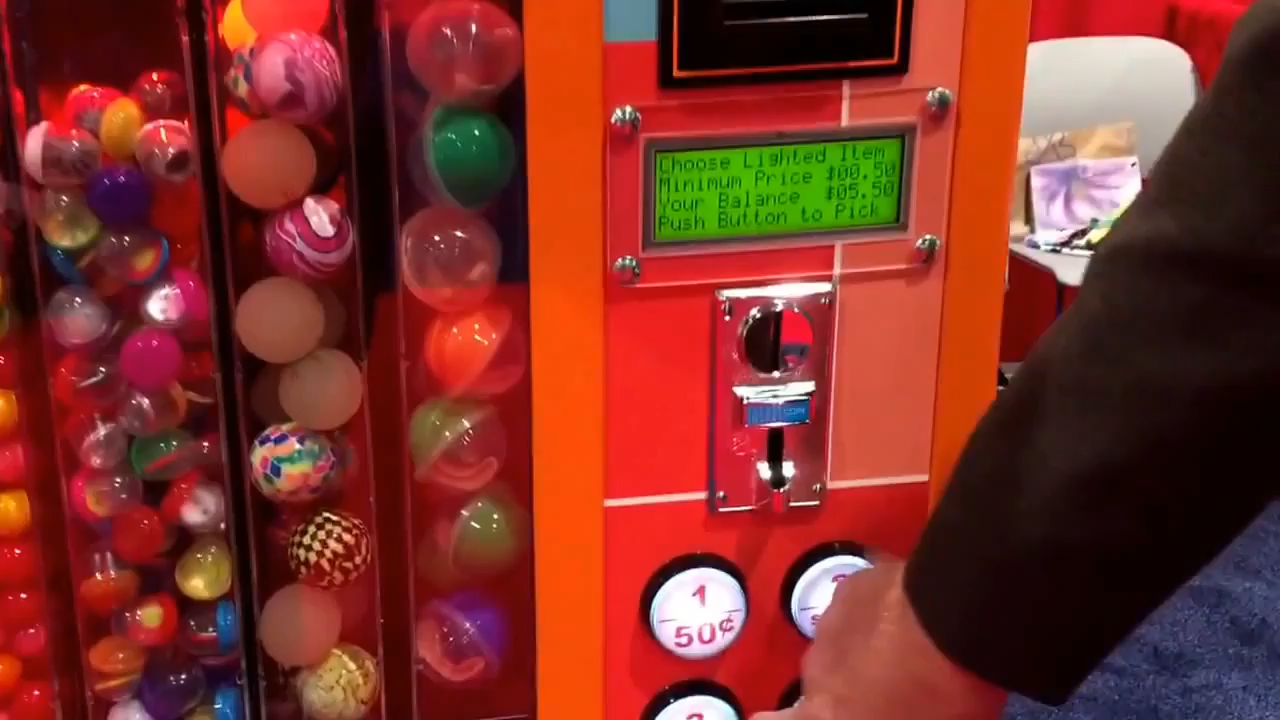 Choose Lighted Item
Minimum Price $00.50
Your Balance $05.50
Push Button to Pick
1
50¢